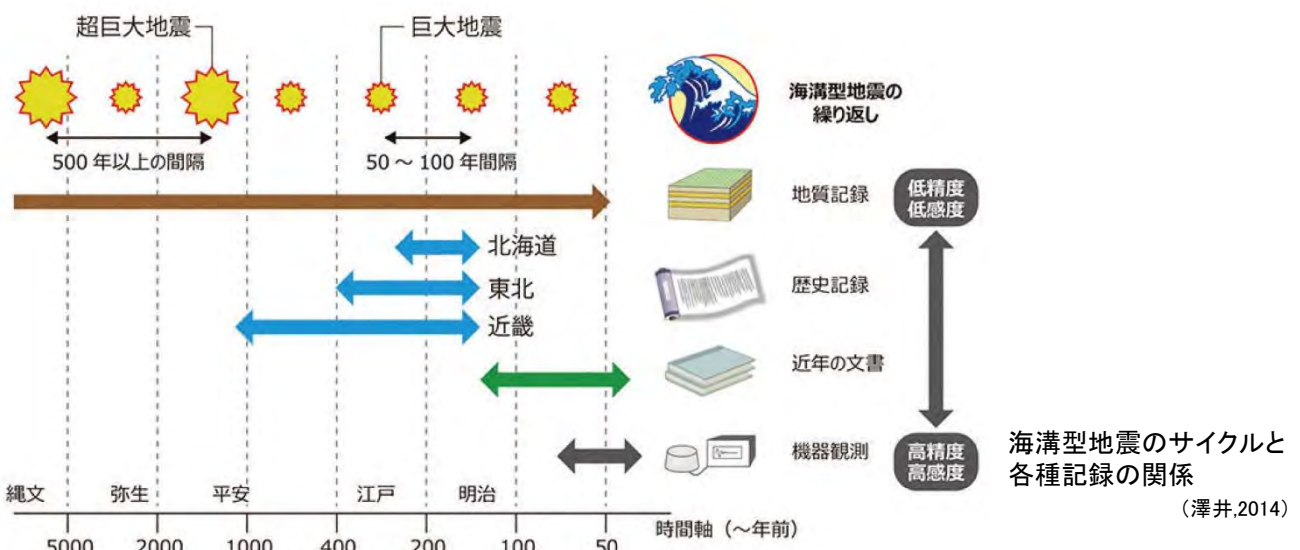 超巨大地震
巨大地震
海溝型地震の
繰り返し
500 年以上の間隔
50 ～ 100 年間隔
地質記録
低精度
低感度
北海道
歴史記録
東北
近畿
近年の文書
機器観測
高精度
高感度
海溝型地震のサイクルと
各種記録の関係
（澤井,2014）
縄文 弥生 平安 江戸 明治
時間軸（～年前）
5000 2000 1000 400 200 100 50